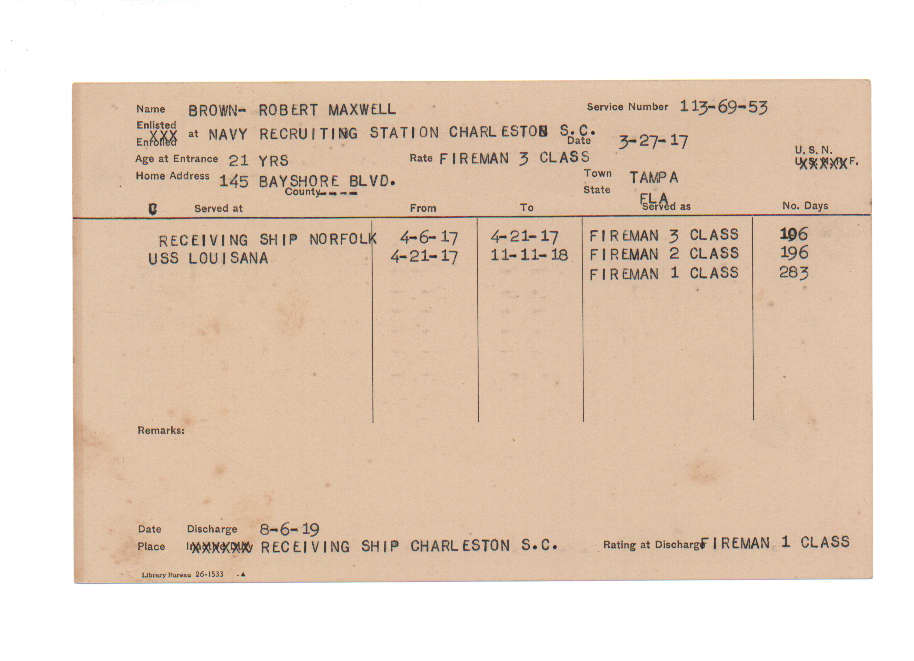 Name BROWN- ROBERT MAXWELL Service Number 113-69-53
Enlisted
XXX at NAVY RECRUITING STATION CHARLESTON S.C.
Enrolled Date 3-27-17
Age at Entrance 21 YRS Rate FIREMAN 3 CLASS U.S.N.
Home Address 145 BAYSHORE BLVD. Town TAMPA
County---- State FLA
C Served at From To Served as No. Days
RECEIVING SHIP NORFOLK 4-6-17 4-21-17 FIREMAN 3 CLASS 196
USS LOUISANA 4-21-17 11-11-18 FIREMAN 2 CLASS 196
FIREMAN 1 CLASS 283
Remarks:
Date Discharge 8-6-19
Place RECEIVING SHIP CHARLESTON S.C. Rating at Discharge FIREMAN 1 CLASS
Library Bureau 26-1533